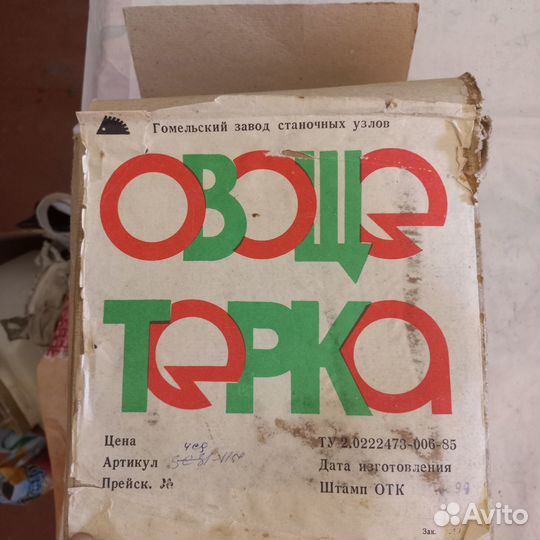 Гомельский завод станочных узлов
ОВОЩЕ
ТЕРКА
Цена
ТУ 2.0222473-006-85
Артикул
Дата изготовления
Прейск. №
Штамп ОТК
Зак.
Avito